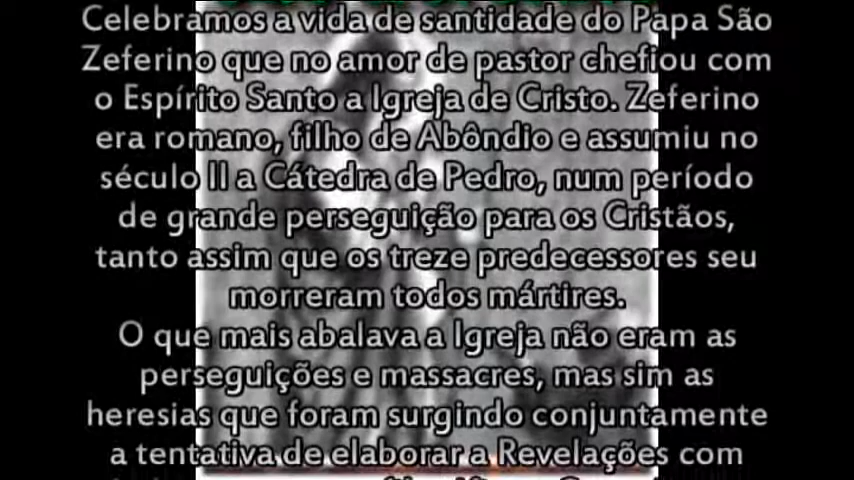 Celebramos a vida de santidade do Papa São
Zeferino que no amor de pastor chefiou com
o Espírito Santo a Igreja de Cristo. Zeferino
era romano, filho de Abôndio e assumiu no
século II a Cátedra de Pedro, num período
de grande perseguição para os Cristãos,
tanto assim que os treze predecessores seu
morreram todos mártires.
O que mais abalava a Igreja não eram as
perseguições e massacres, mas sim as
heresias que foram surgindo conjuntamente
a tentativa de elaborar a Revelações com